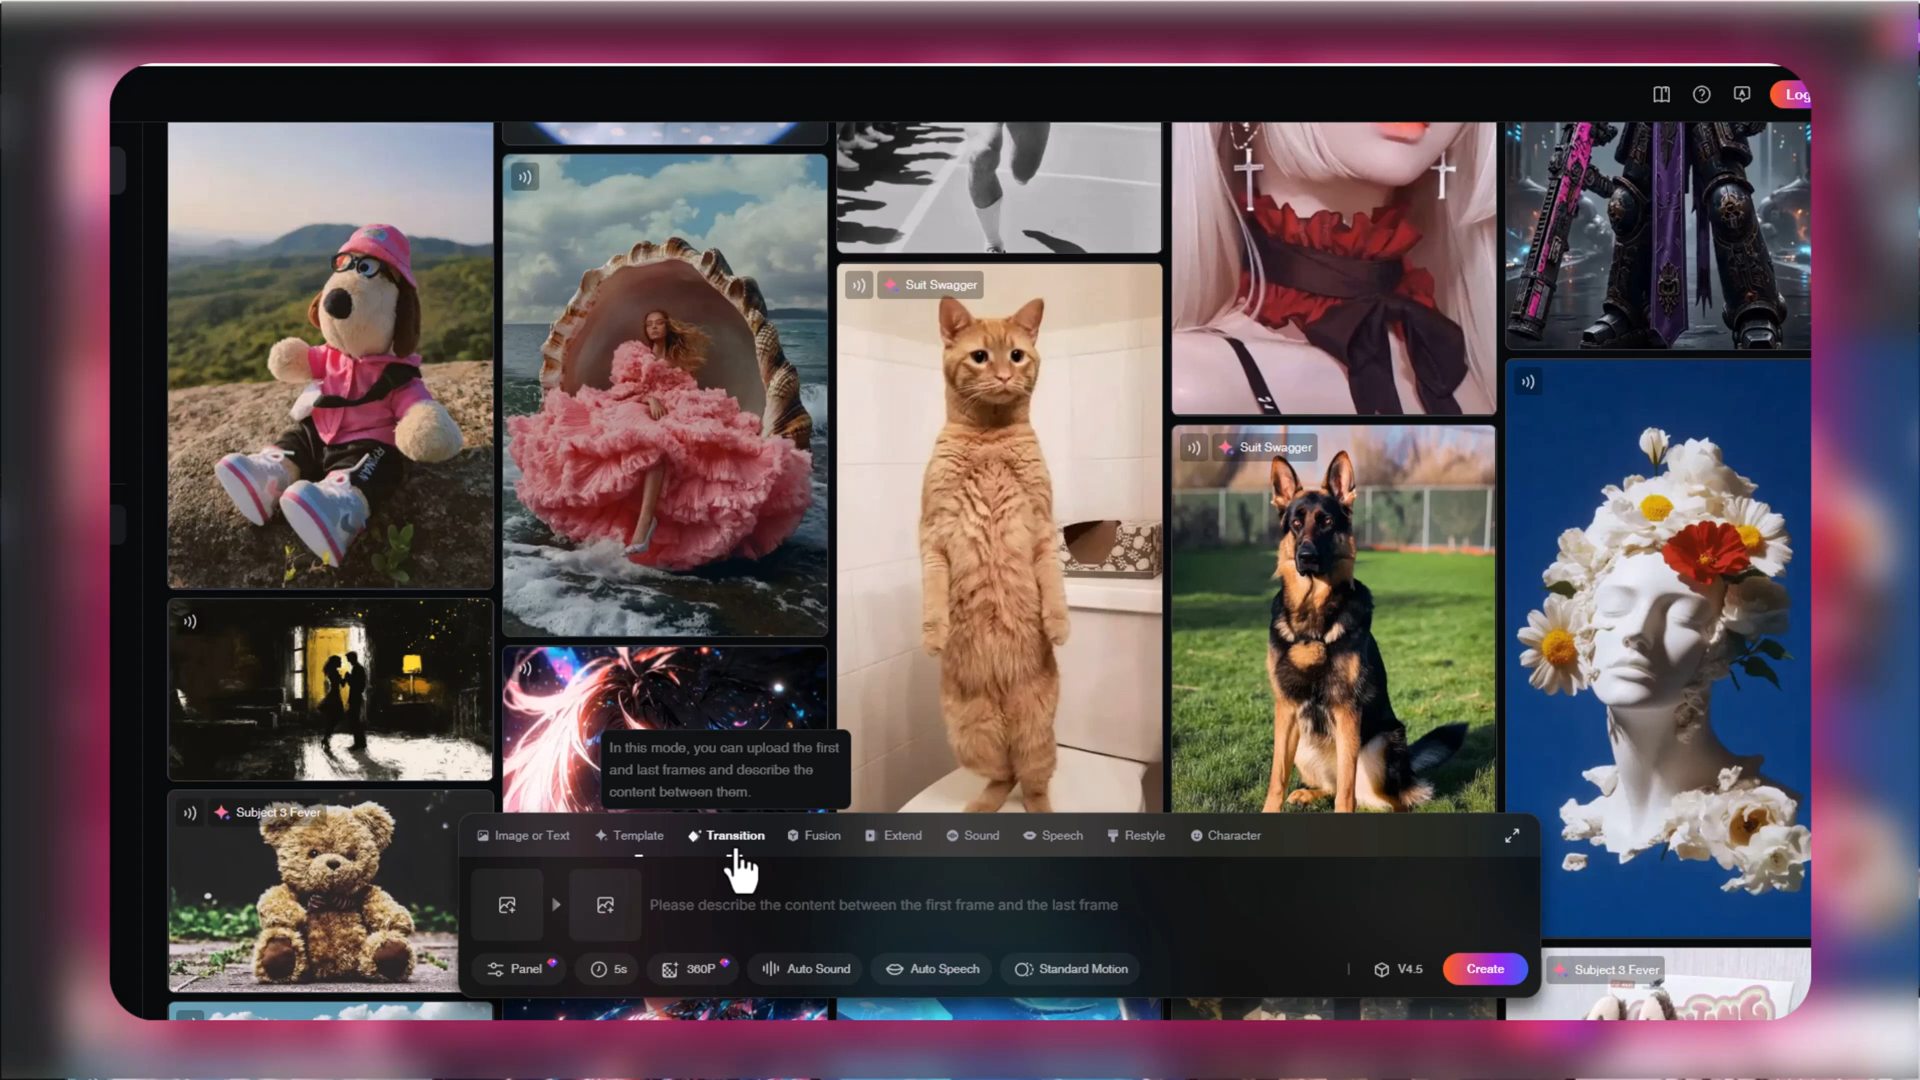 Log
Suit Swagger
Suit Swagger
In this mode, you can upload the first
and last frames and describe the
content between them.
Subject 3 Fever
Image or Text
Template
Transition
Fusion
Extend
Sound
Speech
Restyle
Character
Please describe the content between the first frame and the last frame
Panel
5s
360P
Auto Sound
Auto Speech
Standard Motion
V4.5
Create
Subject 3 Fever